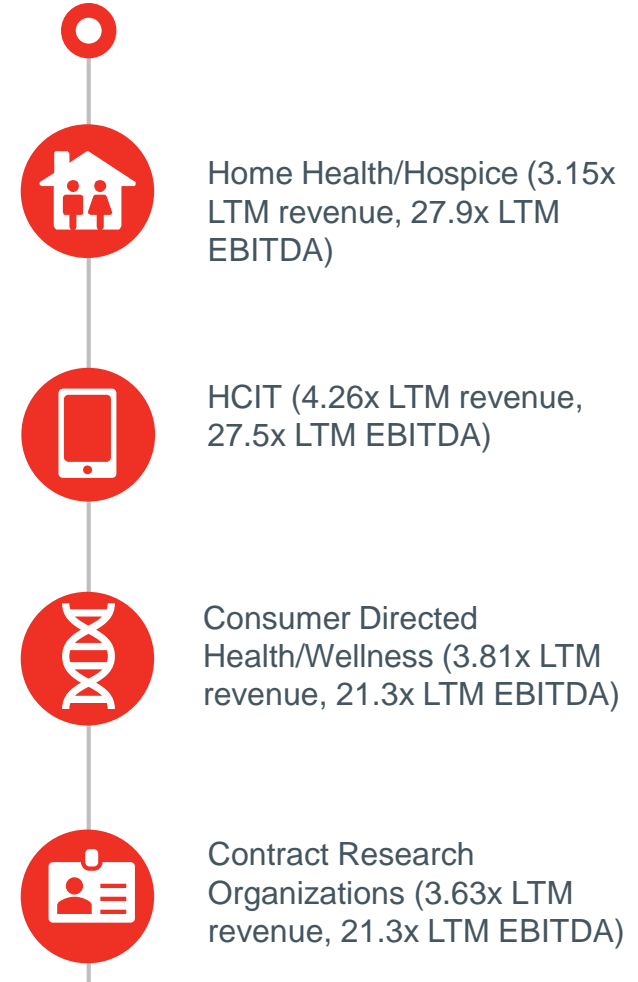 Home Health/Hospice (3.15x
LTM revenue, 27.9x LTM
EBITDA)
HCIT (4.26x LTM revenue,
27.5x LTM EBITDA)
Consumer Directed
Health/Wellness (3.81x LTM
revenue, 21.3x LTM EBITDA)
Contract Research
Organizations (3.63x LTM
revenue, 21.3x LTM EBITDA)